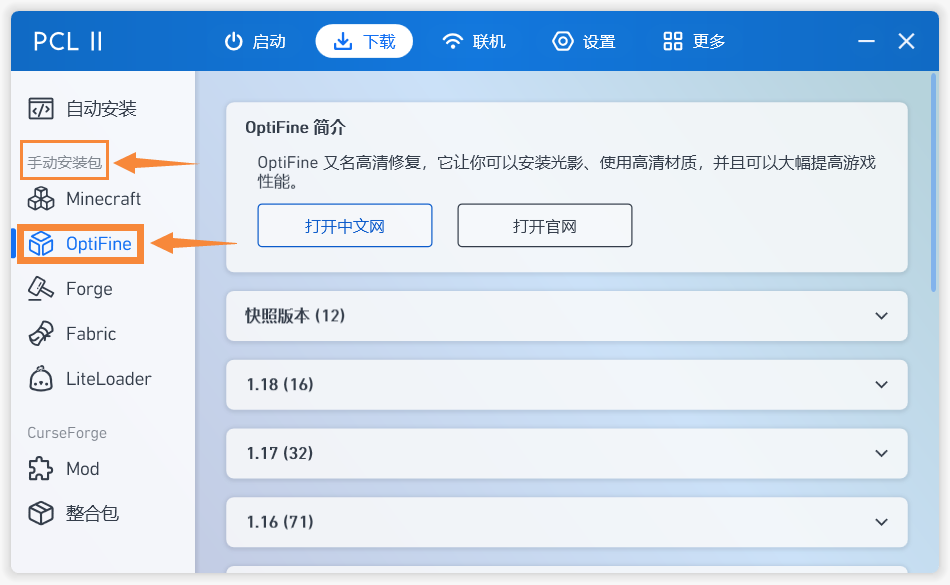 PCL II
启动
下载
联机
设置
更多
自动安装
手动安装包
Minecraft
OptiFine
Forge
Fabric
LiteLoader
CurseForge
Mod
整合包
OptiFine 简介
OptiFine 又名高清修复，它让你可以安装光影、使用高清材质，并且可以大幅提高游戏
性能。
打开中文网
打开官网
快照版本 (12)
1.18 (16)
1.17 (32)
1.16 (71)